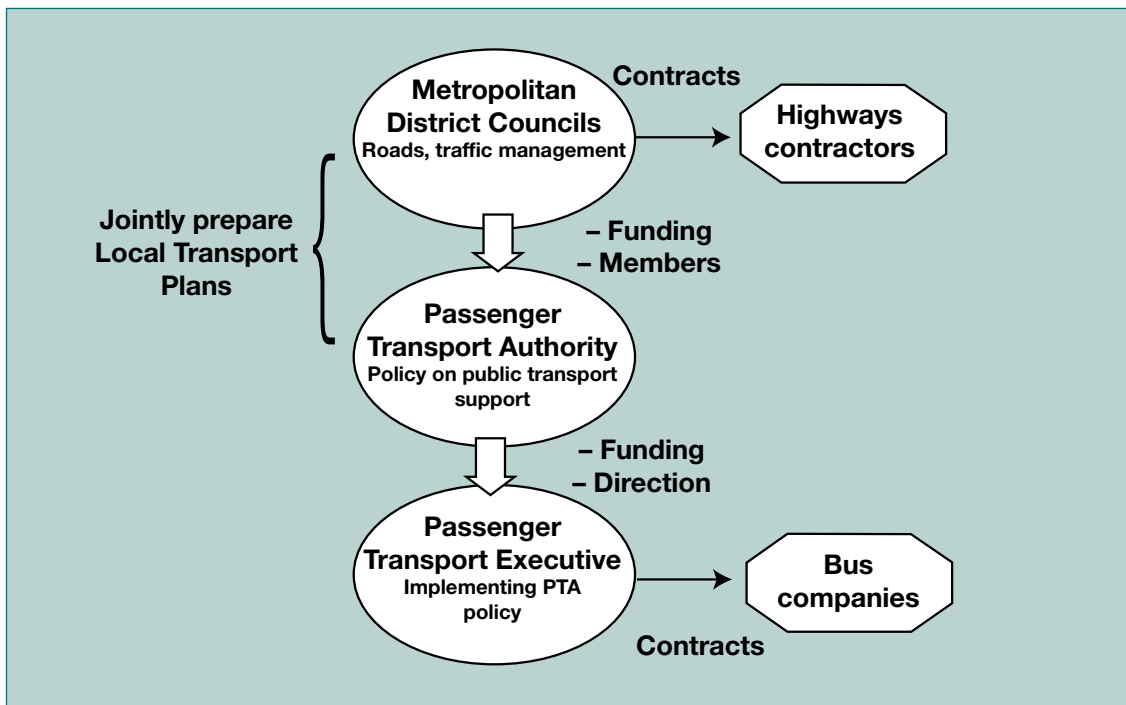 Contracts
Metropolitan
District Councils
Roads, traffic management
Highways
contractors
Jointly prepare
Local Transport
Plans
– Funding
– Members
Passenger
Transport Authority
Policy on public transport
support
– Funding
– Direction
Passenger
Transport Executive
Implementing PTA
policy
Bus
companies
Contracts